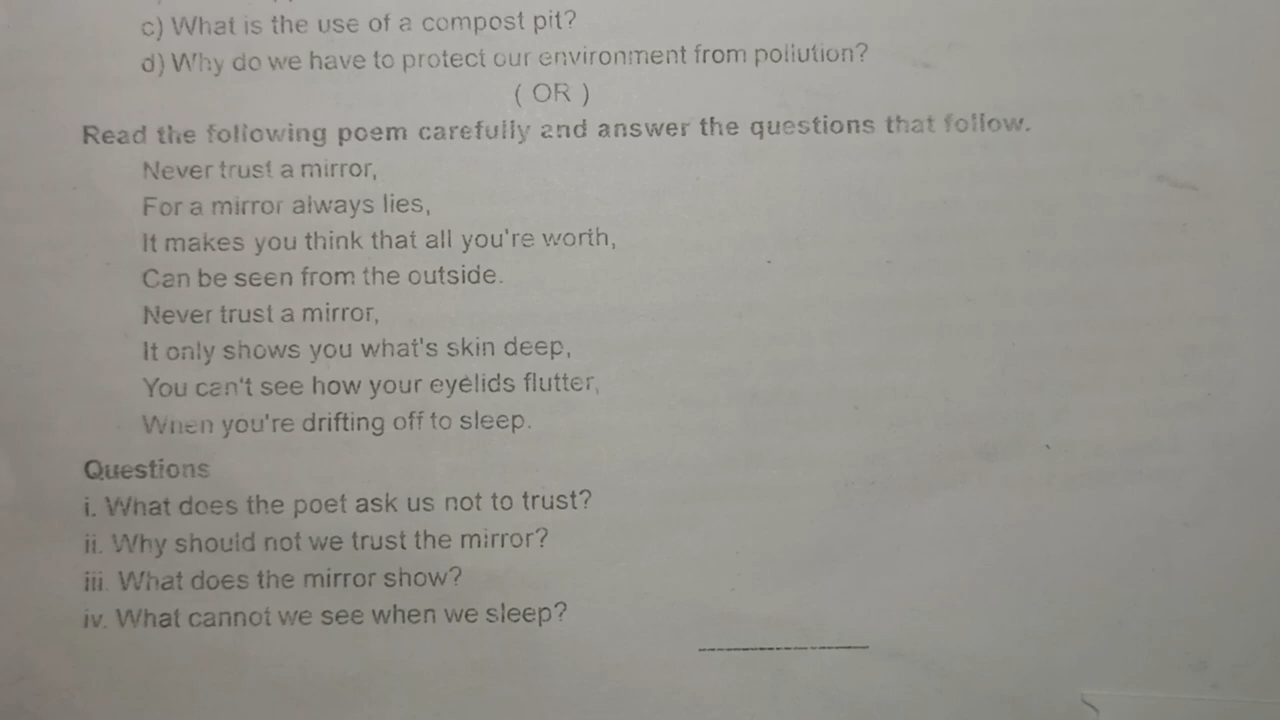 c) What is the use of a compost pit?
d) Why do we have to protect our environment from pollution?
( OR )
Read the following poem carefully and answer the questions that follow.
Never trust a mirror,
For a mirror always lies,
It makes you think that all you're worth,
Can be seen from the outside.
Never trust a mirror,
It only shows you what's skin deep,
You can't see how your eyelids flutter,
When you're drifting off to sleep.
Questions
i. What does the poet ask us not to trust?
ii. Why should not we trust the mirror?
iii. What does the mirror show?
iv. What cannot we see when we sleep?